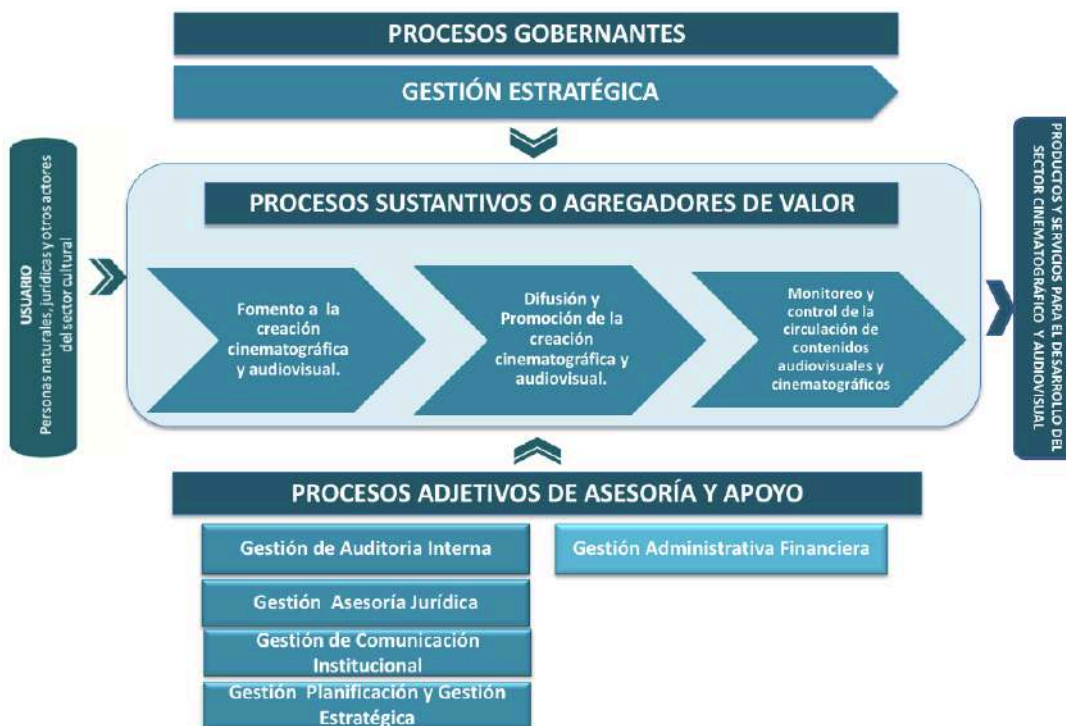 PROCESOS GOBERNANTES
GESTIÓN ESTRATÉGICA
USUARIO
Personas naturales, jurídicas y otros actores
del sector cultural
PROCESOS SUSTANTIVOS O AGREGADORES DE VALOR
Fomento a la
creación
cinematográfica
y audiovisual.
Difusión y
Promoción de la
creación
cinematográfica y
audiovisual.
Monitoreo y
control de la
circulación de
contenidos
audiovisuales y
cinematográficos
PRODUCTOS Y SERVICIOS PARA EL DESARROLLO DEL
SECTOR CINEMATOGRÁFICO Y AUDIOVISUAL
PROCESOS ADJETIVOS DE ASESORÍA Y APOYO
Gestión de Auditoria Interna
Gestión Asesoría Jurídica
Gestión de Comunicación
Institucional
Gestión Planificación y Gestión
Estratégica
Gestión Administrativa Financiera